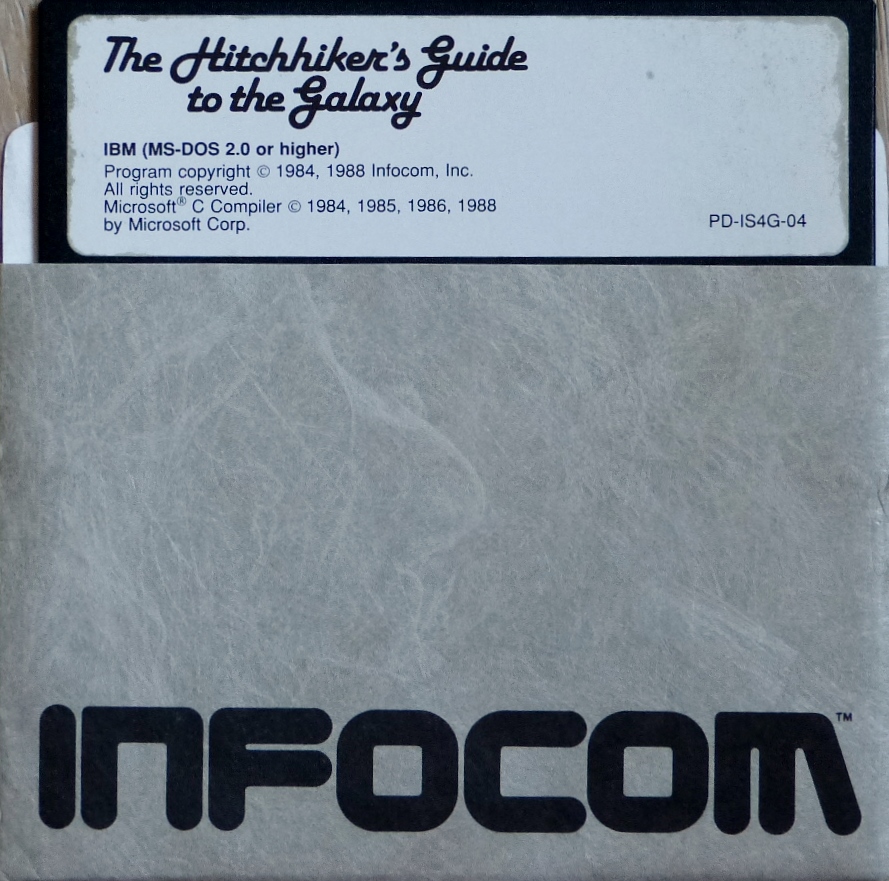 The Hitchhiker's Guide
to the Galaxy
IBM (MS-DOS 2.0 or higher)
Program copyright © 1984, 1988 Infocom, Inc.
All rights reserved.
Microsoft® C Compiler © 1984, 1985, 1986, 1988
by Microsoft Corp.
PD-IS4G-04
INFOCOM™